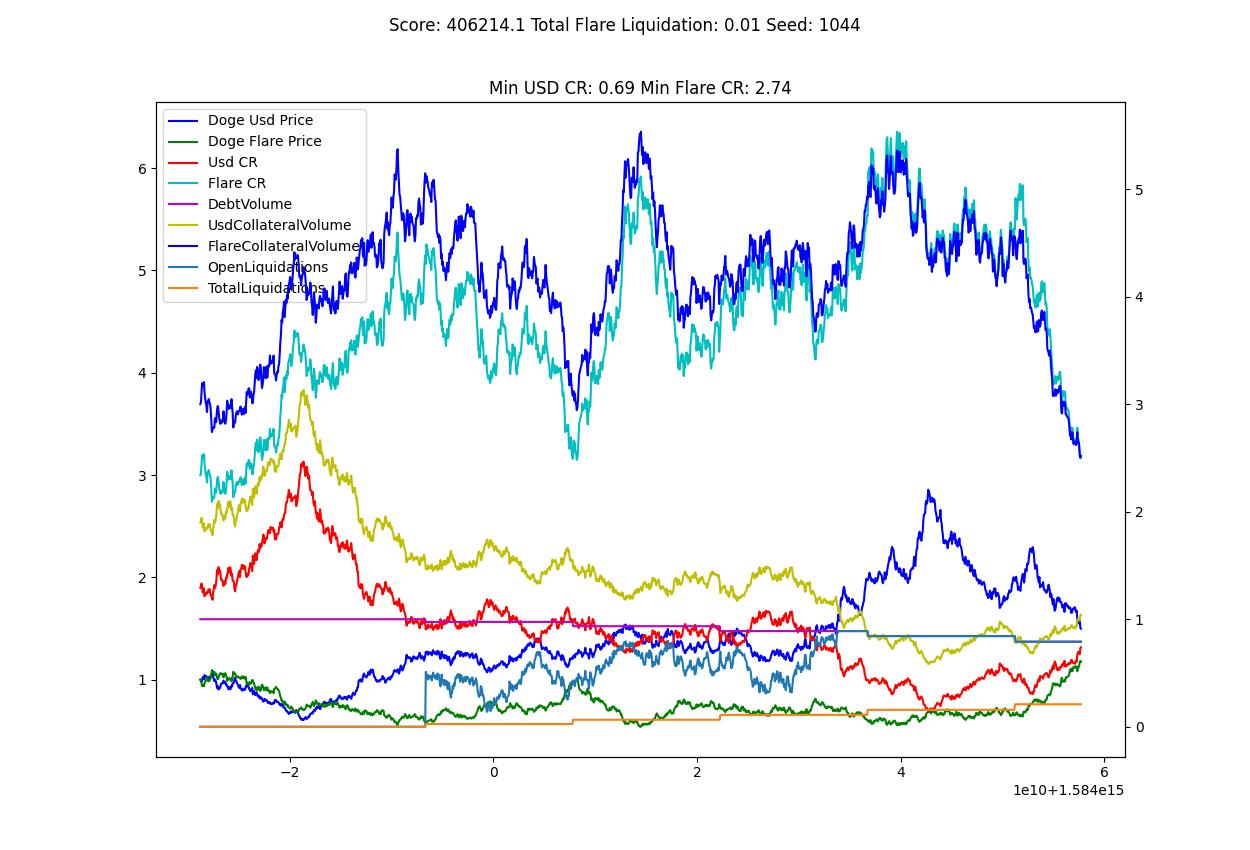 Score: 406214.1 Total Flare Liquidation: 0.01 Seed: 1044
Min USD CR: 0.69 Min Flare CR: 2.74
Doge Usd Price
Doge Flare Price
Usd CR
Flare CR
DebtVolume
UsdCollateralVolume
FlareCollateralVolume
OpenLiquidations
TotalLiquidations
6
5
4
3
2
1
5
4
3
2
1
0
−2
0
2
4
6
1e10+1.584e15